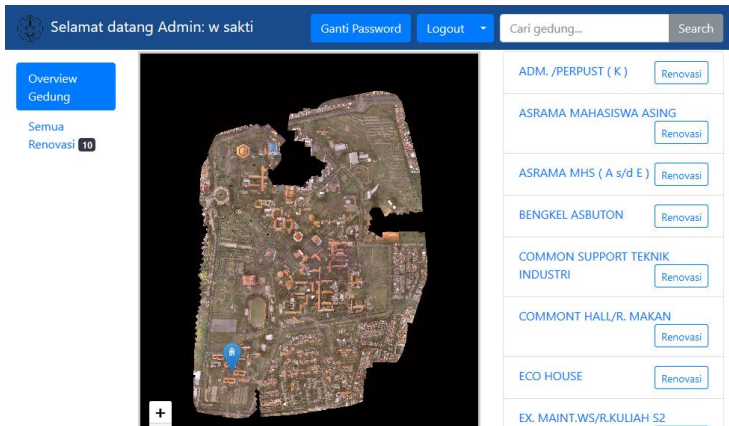 Selamat datang Admin: w sakti
Ganti Password
Logout
Cari gedung...
Search
Overview
Gedung
Semua
Renovasi 10
+
ADM. /PERPUST ( K )
Renovasi
ASRAMA MAHASISWA ASING
Renovasi
ASRAMA MHS ( A s/d E )
Renovasi
BENGKEL ASBUTON
Renovasi
COMMON SUPPORT TEKNIK
INDUSTRI
Renovasi
COMMONT HALL/R. MAKAN
Renovasi
ECO HOUSE
Renovasi
EX. MAINT.WS/R.KULIAH S2